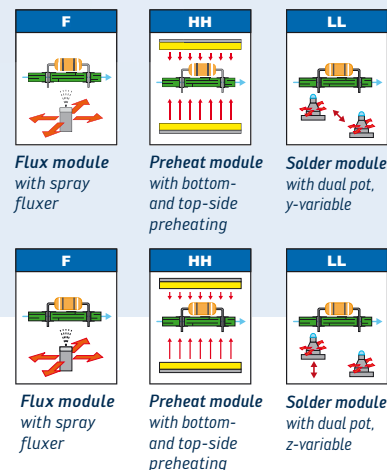 F
HH
LL
Flux module
with spray
fluxer
Preheat module
with bottom-
and top-side
preheating
Solder module
with dual pot,
y-variable
F
HH
LL
Flux module
with spray
fluxer
Preheat module
with bottom-
and top-side
preheating
Solder module
with dual pot,
z-variable